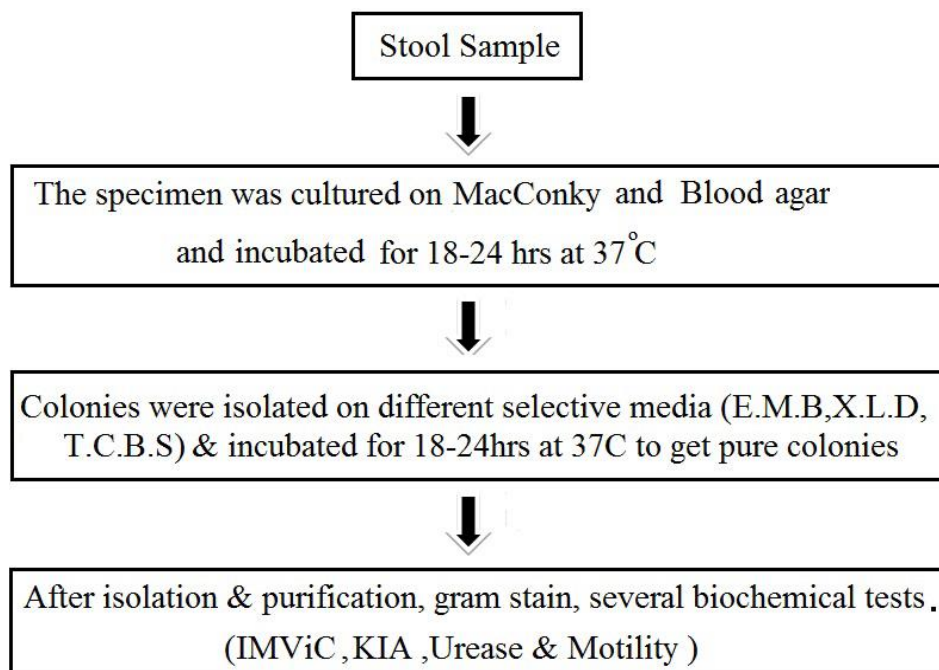 Stool Sample
The specimen was cultured on MacConky and Blood agar
and incubated for 18-24 hrs at 37°C
Colonies were isolated on different selective media (E.M.B,X.L.D,
T.C.B.S) & incubated for 18-24hrs at 37C to get pure colonies
After isolation & purification, gram stain, several biochemical tests.
(IMViC ,KIA ,Urease & Motility )